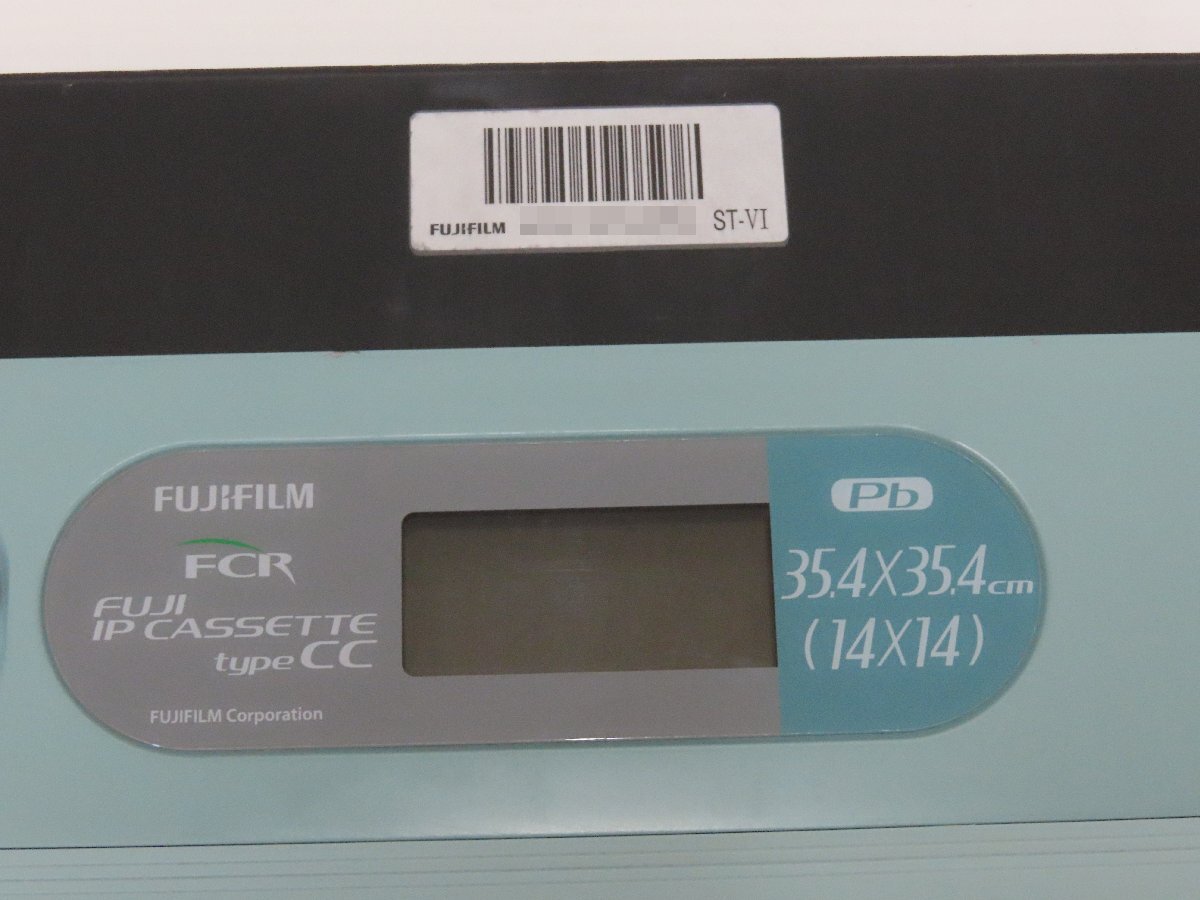 FUJIFILM ST-VI
FUJIFILM
FCR
FUJI
IP CASSETTE
type CC
FUJIFILM Corporation
Pb
35.4X35.4cm
(14X14)